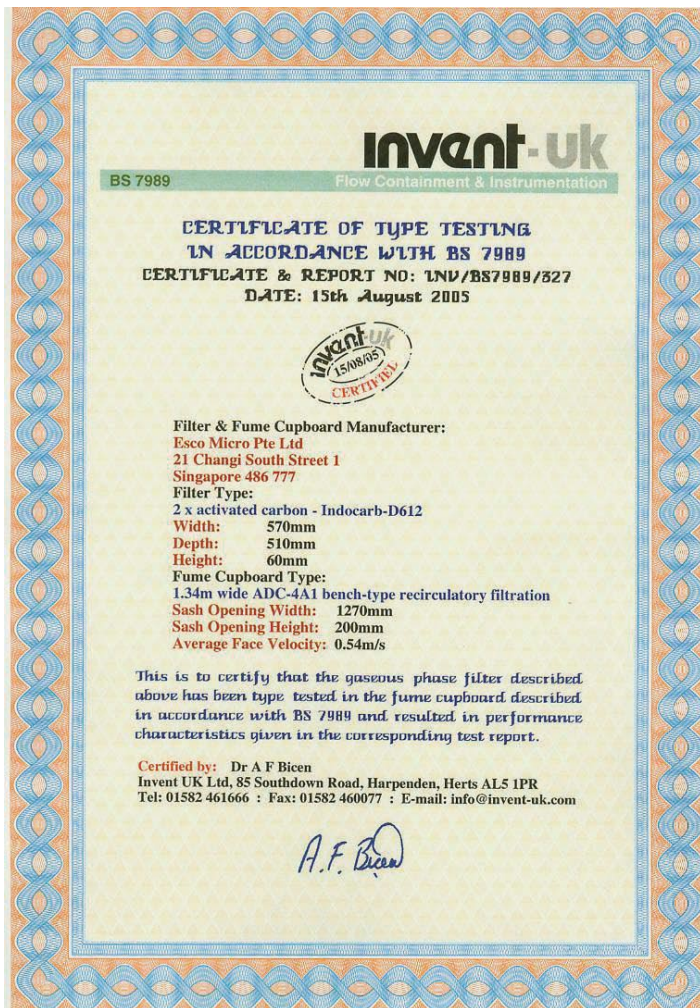 invent-uk
BS 7989 Flow Containment & Instrumentation
CERTIFICATE OF TYPE TESTING
IN ACCORDANCE WITH BS 7989
CERTIFICATE & REPORT NO: INV/BS7989/327
DATE: 15th August 2005
invent-uk
15/08/05
CERTIFIED
Filter & Fume Cupboard Manufacturer:
Esco Micro Pte Ltd
21 Changi South Street 1
Singapore 486 777
Filter Type:
2 x activated carbon - Indocarb-D612
Width: 570mm
Depth: 510mm
Height: 60mm
Fume Cupboard Type:
1.34m wide ADC-4A1 bench-type recirculatory filtration
Sash Opening Width: 1270mm
Sash Opening Height: 200mm
Average Face Velocity: 0.54m/s
This is to certify that the gaseous phase filter described
above has been type tested in the fume cupboard described
in accordance with BS 7989 and resulted in performance
characteristics given in the corresponding test report.
Certified by: Dr A F Bicen
Invent UK Ltd, 85 Southdown Road, Harpenden, Herts AL5 1PR
Tel: 01582 461666 : Fax: 01582 460077 : E-mail: info@invent-uk.com
A.F. Bicen